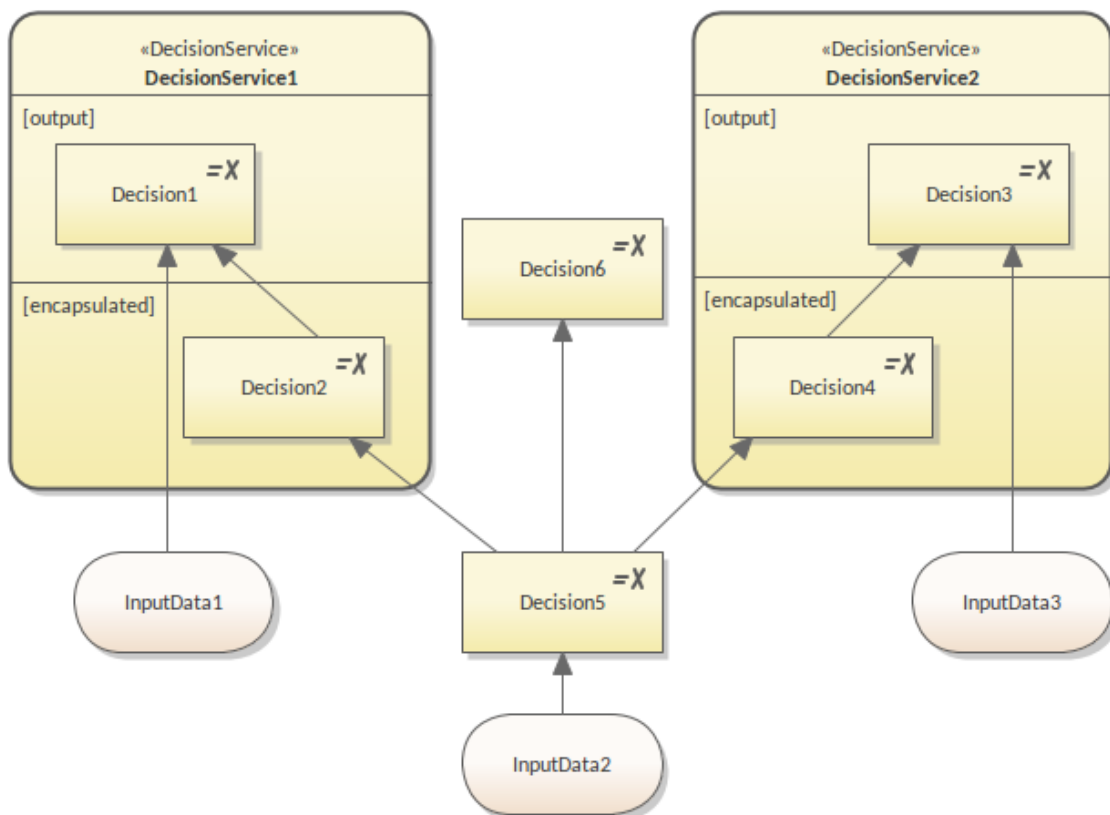 «DecisionService»
DecisionService1
[output]
=X
Decision1
[encapsulated]
=X
Decision2
=X
Decision6
«DecisionService»
DecisionService2
[output]
=X
Decision3
[encapsulated]
=X
Decision4
InputData1
=X
Decision5
InputData3
InputData2